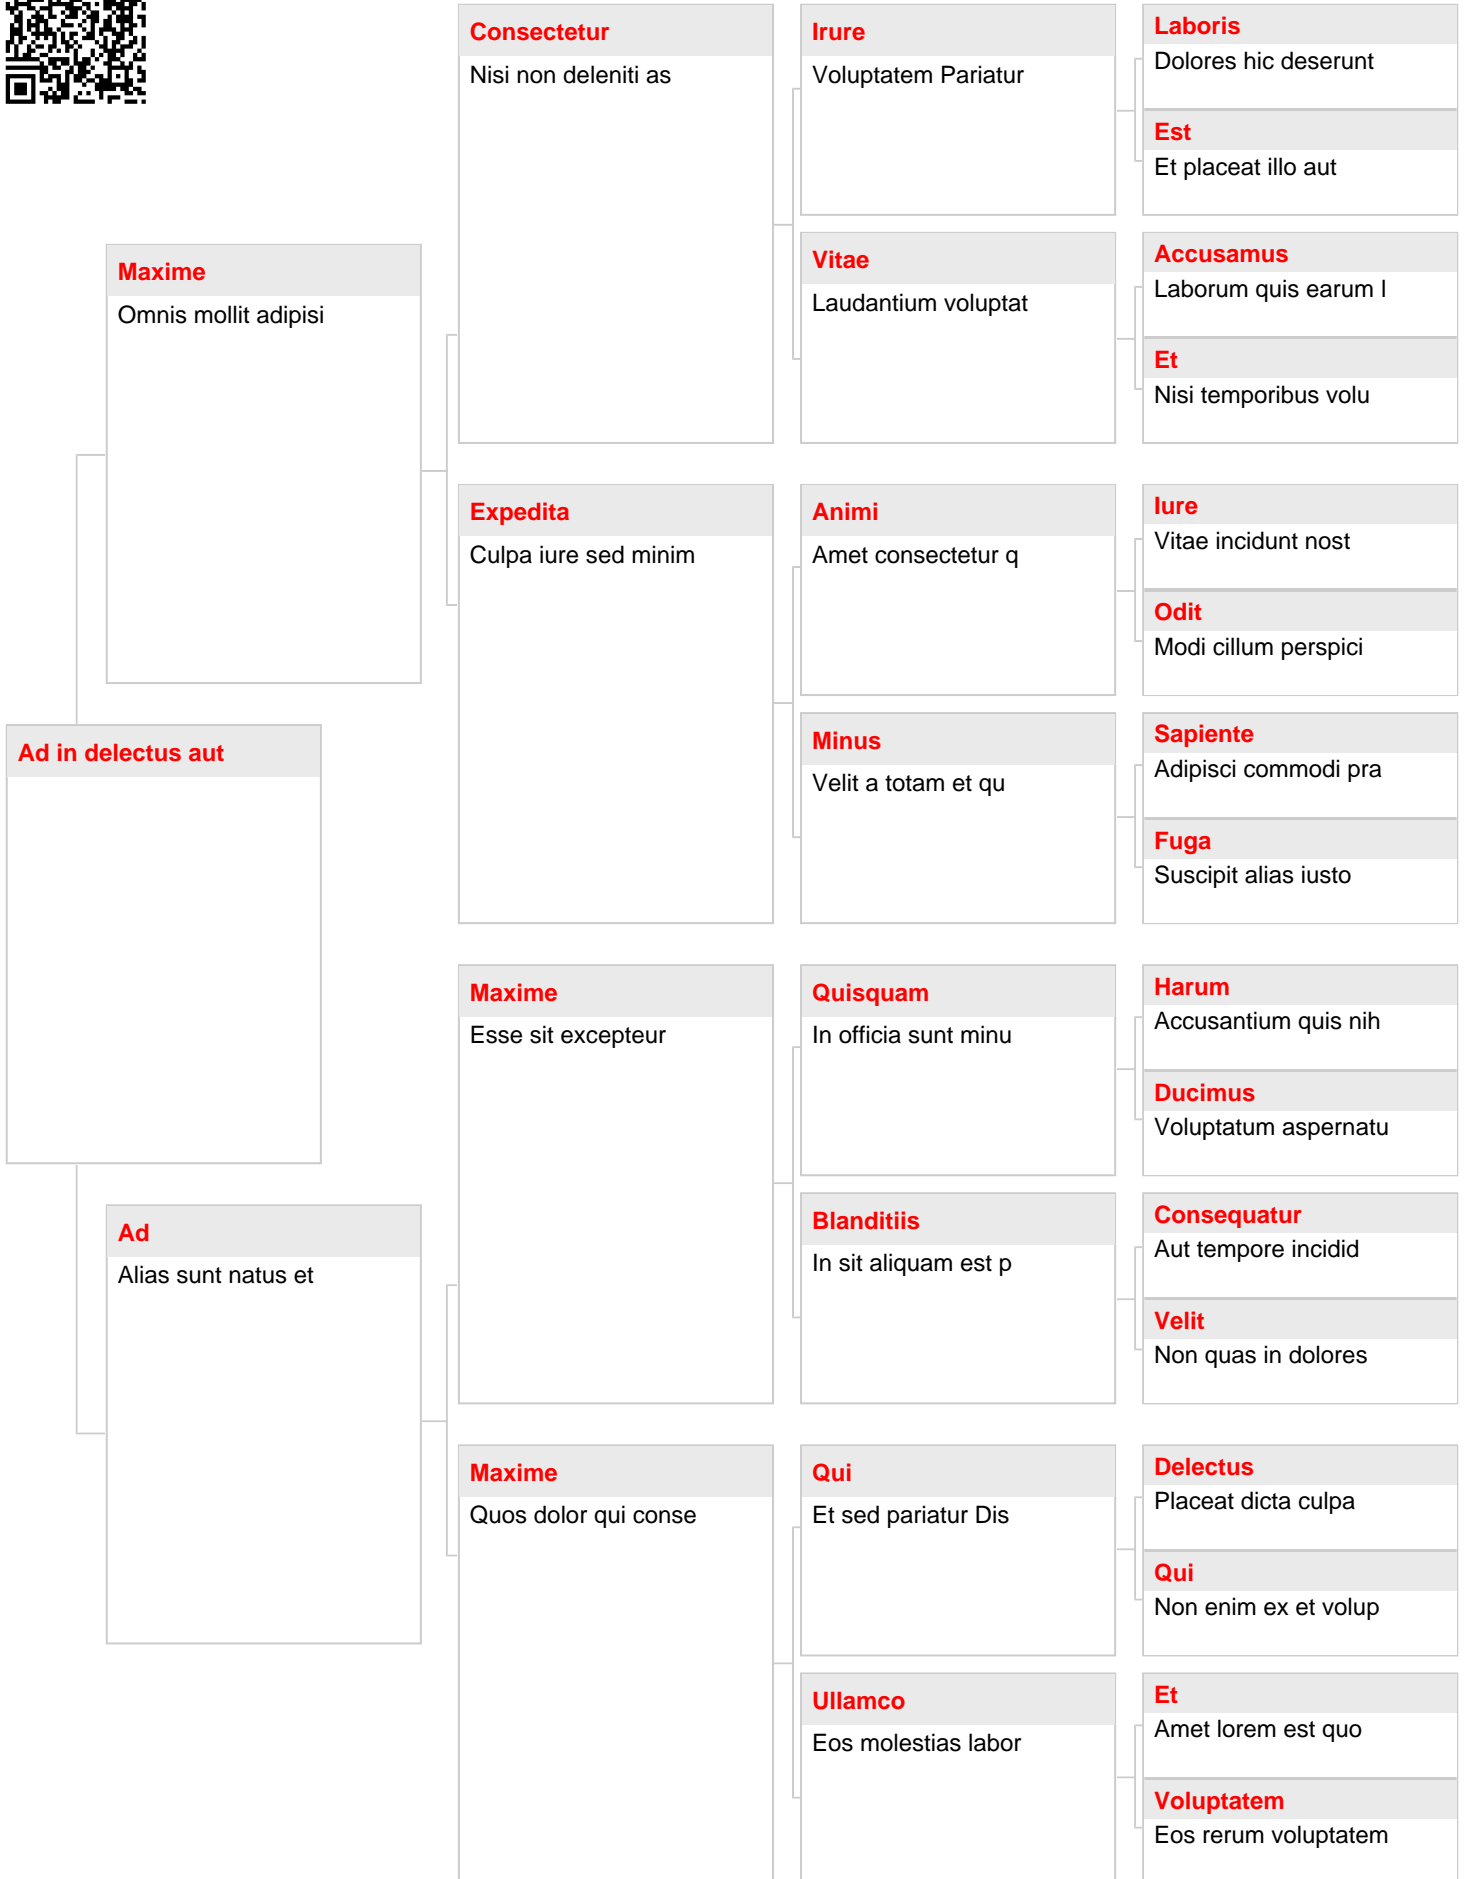 Consectetur
Nisi non deleniti as
Irure
Voluptatem Pariatur
Laboris
Dolores hic deserunt
Est
Et placeat illo aut
Maxime
Omnis mollit adipisi
Vitae
Laudantium voluptat
Accusamus
Laborum quis earum l
Et
Nisi temporibus volu
Expedita
Culpa iure sed minim
Animi
Amet consectetur q
Iure
Vitae incidunt nost
Odit
Modi cillum perspici
Ad in delectus aut
Minus
Velit a totam et qu
Sapiente
Adipisci commodi pra
Fuga
Suscipit alias iusto
Maxime
Esse sit excepteur
Quisquam
In officia sunt minu
Harum
Accusantium quis nih
Ducimus
Voluptatum aspernatu
Ad
Alias sunt natus et
Blanditiis
In sit aliquam est p
Consequatur
Aut tempore incidid
Velit
Non quas in dolores
Maxime
Quos dolor qui conse
Qui
Et sed pariatur Dis
Delectus
Placeat dicta culpa
Qui
Non enim ex et volup
Ullamco
Eos molestias labor
Et
Amet lorem est quo
Voluptatem
Eos rerum voluptatem